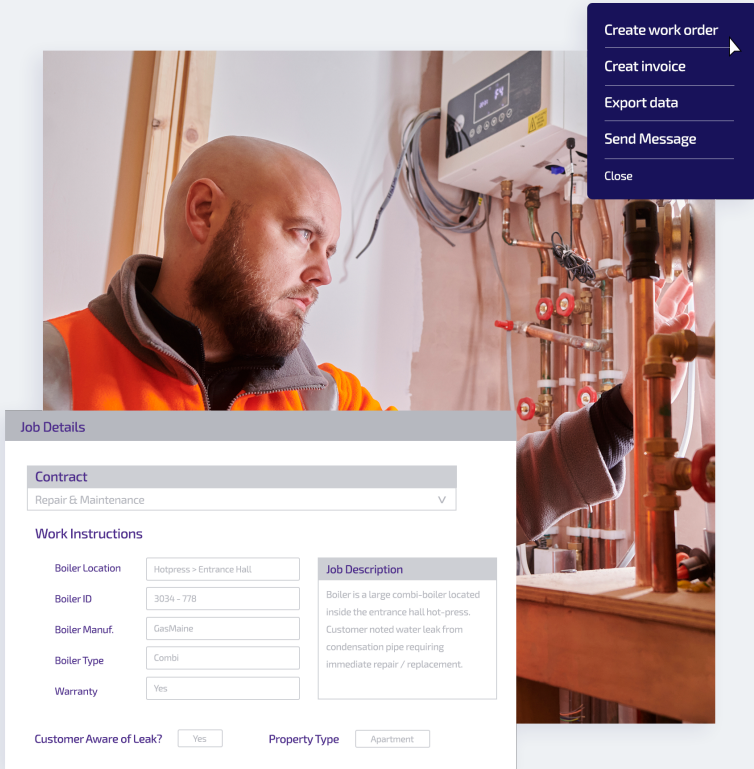 Create work order
Creat invoice
Export data
Send Message
Close
Job Details
Contract
Repair & Maintenance
V
Work Instructions
Boiler Location
Hotpress > Entrance Hall
Boiler ID
3034 - 778
Boiler Manuf.
GasMaine
Boiler Type
Combi
Warranty
Yes
Job Description
Boiler is a large combi-boiler located
inside the entrance hall hot-press.
Customer noted water leak from
condensation pipe requiring
immediate repair / replacement.
Customer Aware of Leak?
Yes
Property Type
Apartment